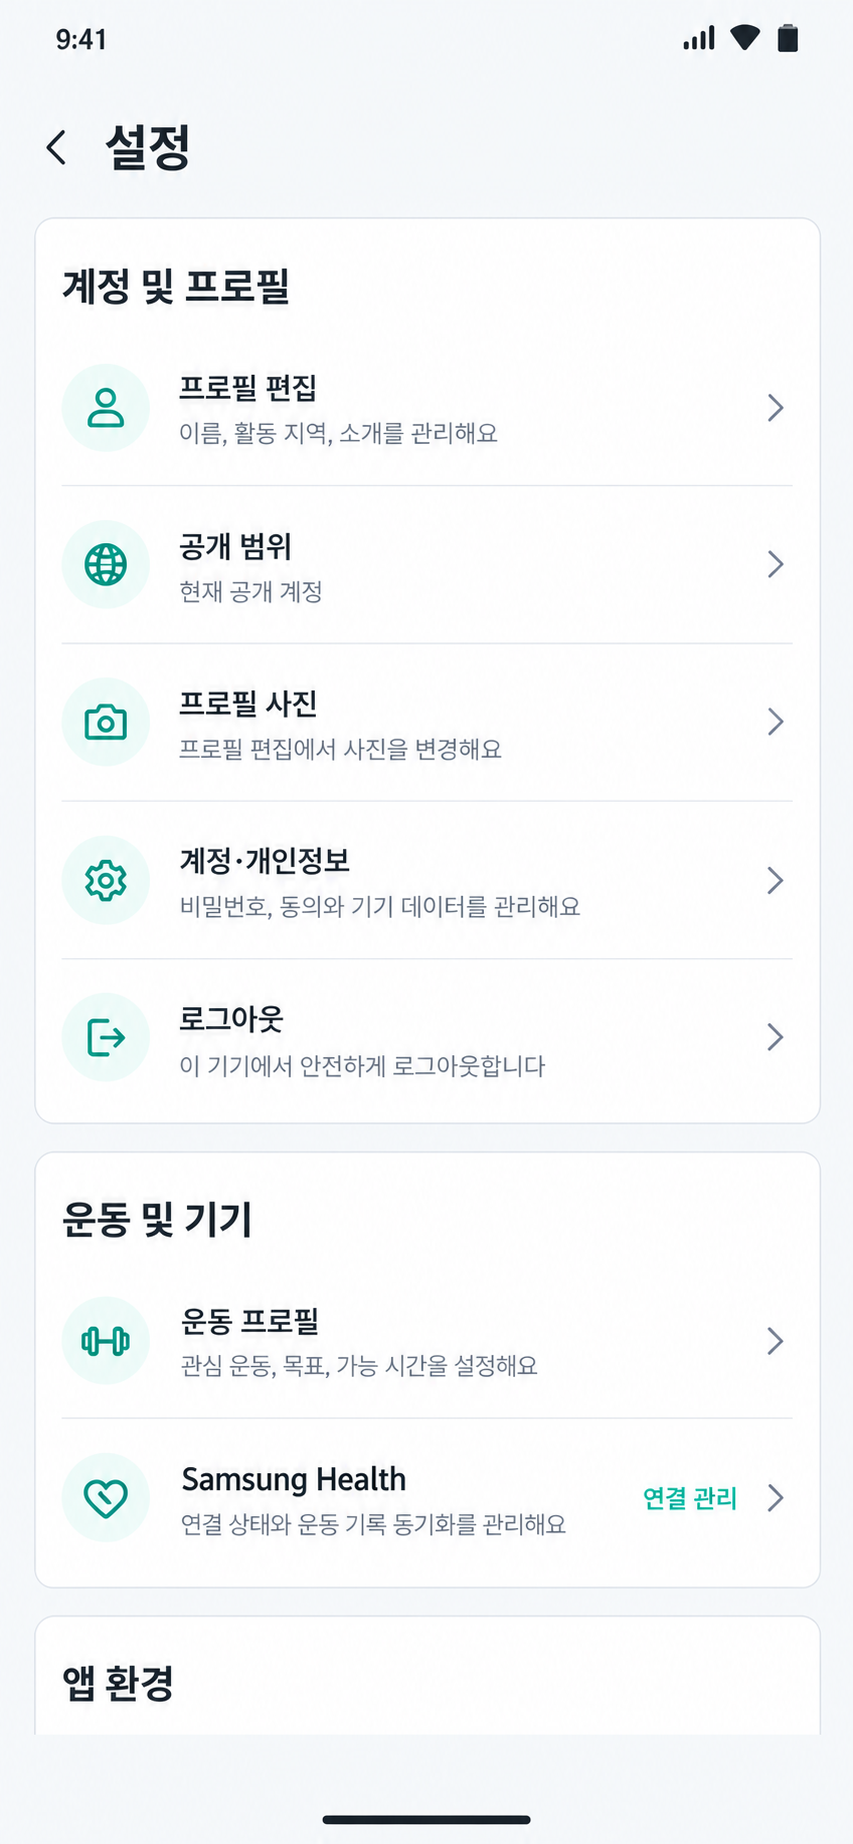 9:41
설정
계정 및 프로필
프로필 편집
이름, 활동 지역, 소개를 관리해요
공개 범위
현재 공개 계정
프로필 사진
프로필 편집에서 사진을 변경해요
계정·개인정보
비밀번호, 동의와 기기 데이터를 관리해요
로그아웃
이 기기에서 안전하게 로그아웃합니다
운동 및 기기
운동 프로필
관심 운동, 목표, 가능 시간을 설정해요
Samsung Health
연결 관리
연결 상태와 운동 기록 동기화를 관리해요
앱 환경